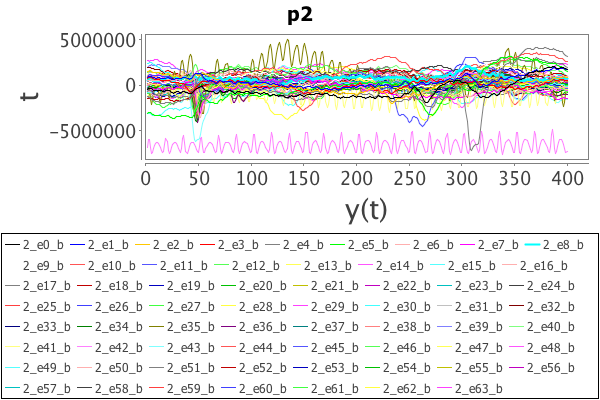 p2
5000000
0
−5000000
t
0 50 100 150 200 250 300 350 400
y(t)
2_e0_b 2_e1_b 2_e2_b 2_e3_b 2_e4_b 2_e5_b 2_e6_b 2_e7_b 2_e8_b
2_e9_b 2_e10_b 2_e11_b 2_e12_b 2_e13_b 2_e14_b 2_e15_b 2_e16_b
2_e17_b 2_e18_b 2_e19_b 2_e20_b 2_e21_b 2_e22_b 2_e23_b 2_e24_b
2_e25_b 2_e26_b 2_e27_b 2_e28_b 2_e29_b 2_e30_b 2_e31_b 2_e32_b
2_e33_b 2_e34_b 2_e35_b 2_e36_b 2_e37_b 2_e38_b 2_e39_b 2_e40_b
2_e41_b 2_e42_b 2_e43_b 2_e44_b 2_e45_b 2_e46_b 2_e47_b 2_e48_b
2_e49_b 2_e50_b 2_e51_b 2_e52_b 2_e53_b 2_e54_b 2_e55_b 2_e56_b
2_e57_b 2_e58_b 2_e59_b 2_e60_b 2_e61_b 2_e62_b 2_e63_b